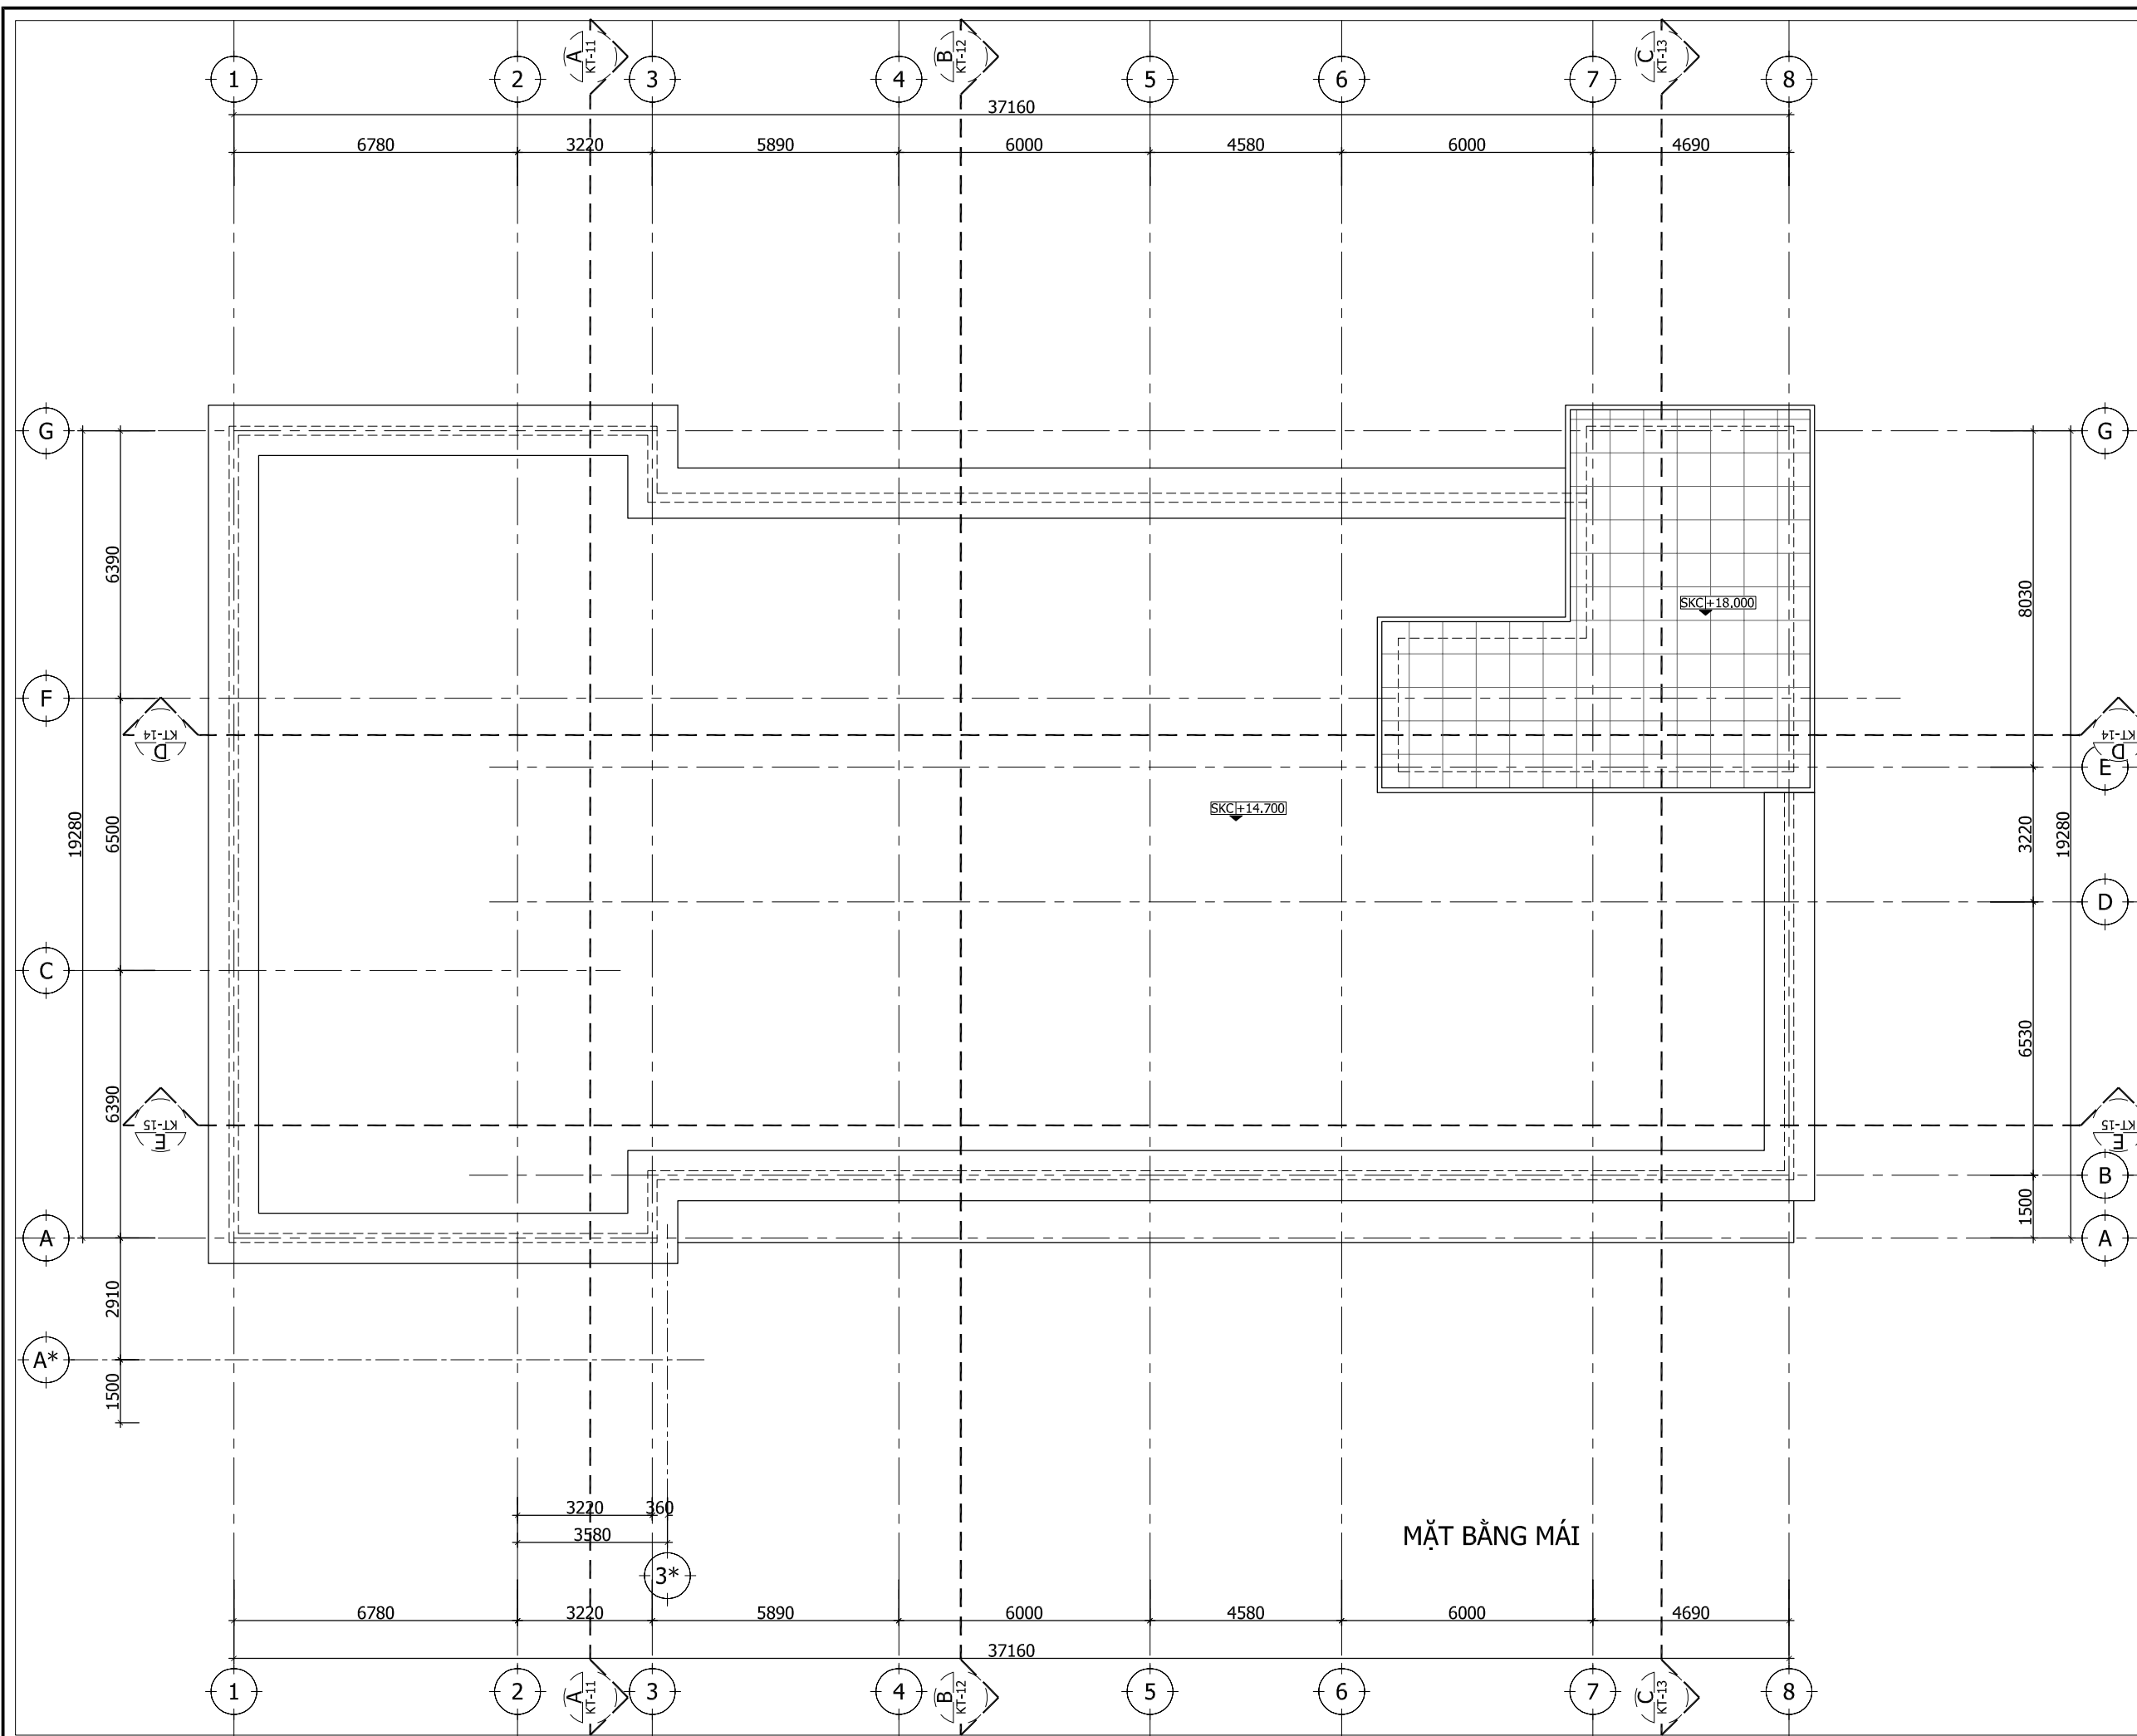 A
KT-11
B
KT-12
C
KT-13
1
2
3
4
5
6
7
8
37160
6780
3220
5890
6000
4580
6000
4690
G
G
6390
8030
SKC +18.000
F
KT-14
D
KT-14
D
E
19280
6500
SKC +14.700
3220
19280
D
C
6390
6530
KT-15
E
KT-15
E
B
1500
A
A
2910
A*
1500
3220
360
3580
MẶT BẰNG MÁI
3*
6780
3220
5890
6000
4580
6000
4690
37160
1
2
A
KT-11
3
4
B
KT-12
5
6
7
C
KT-13
8